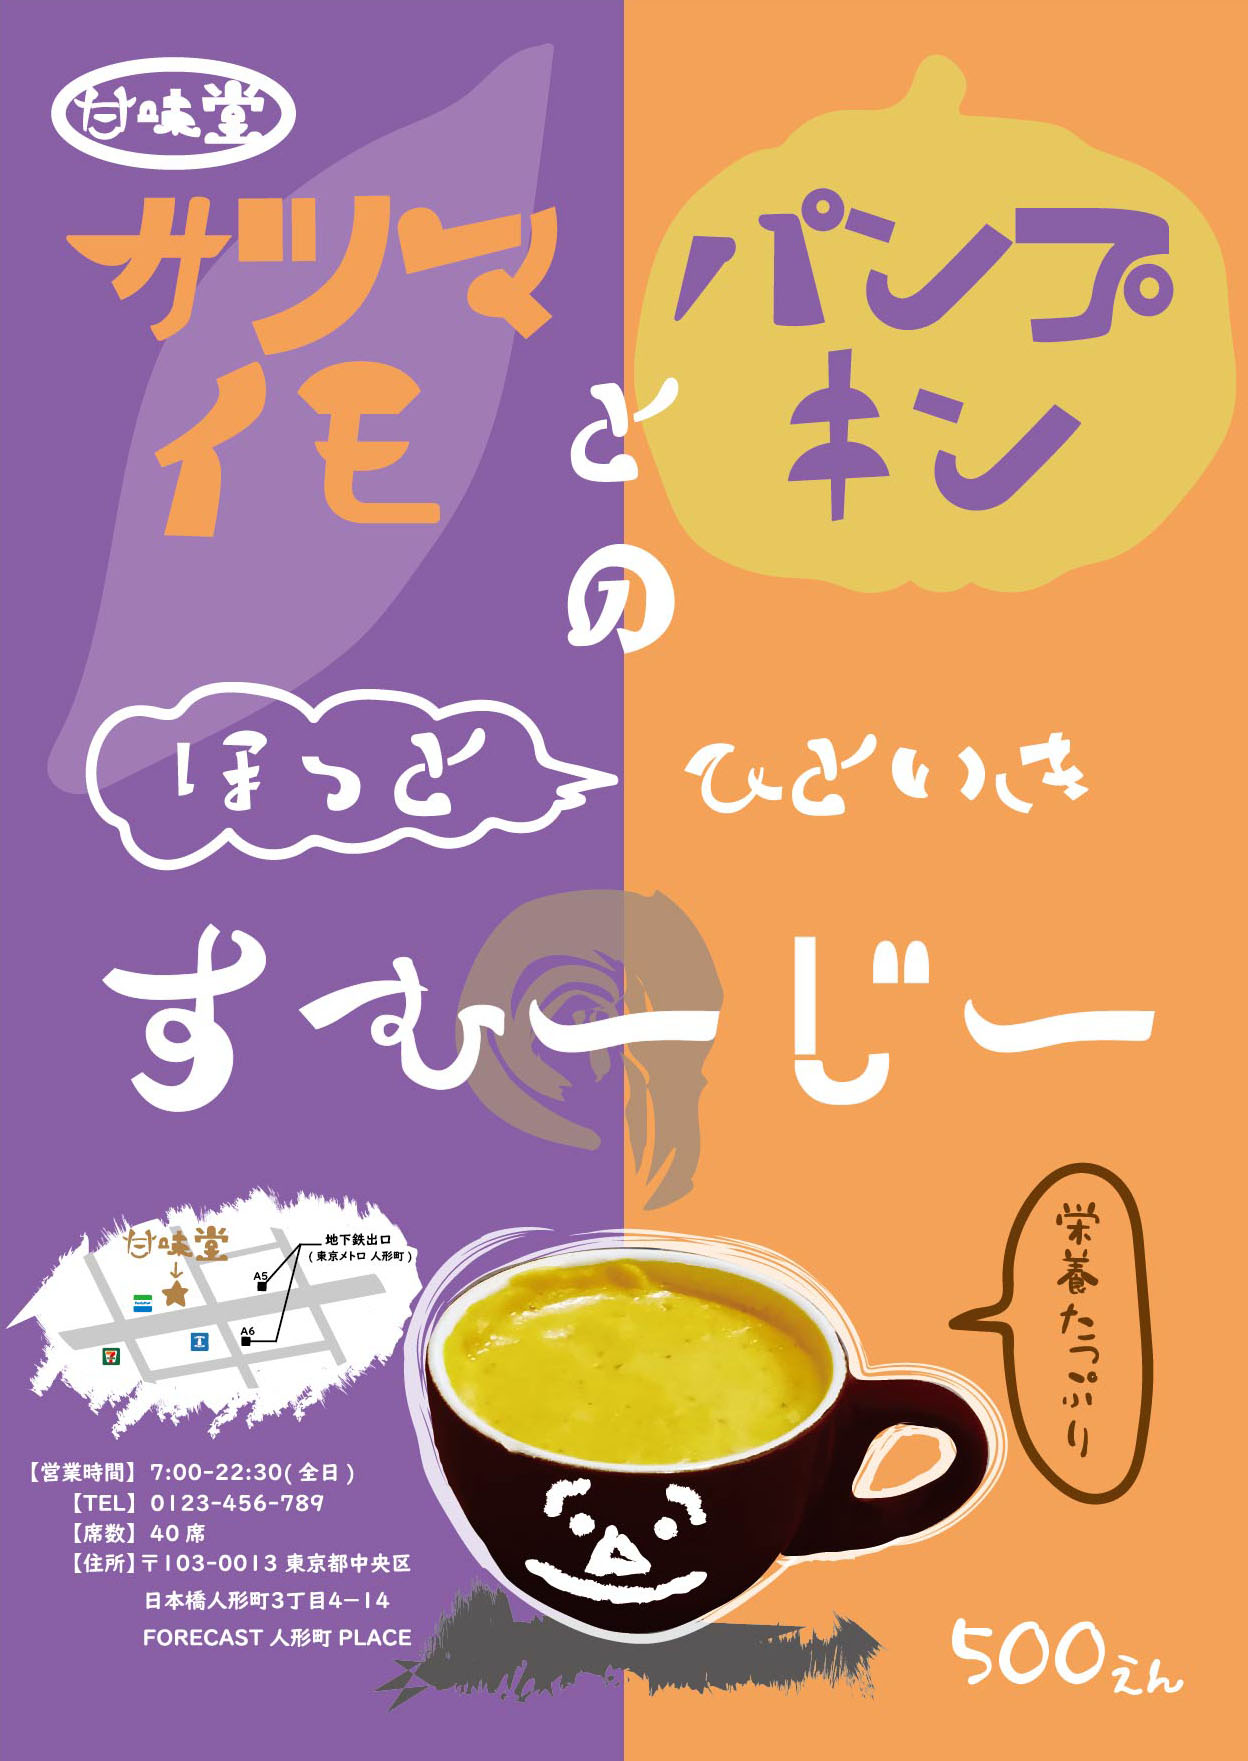 甘味堂
サツマ
イモ
と
パンプ
キン
の
ほっと
ひといき
すむーじー
甘味堂
地下鉄出口
(東京メトロ 人形町)
A5
A6
FamilyMart
7
栄養たっぷり
【営業時間】7:00-22:30(全日)
【TEL】0123-456-789
【席数】40席
【住所】〒103-0013 東京都中央区
日本橋人形町3丁目4−14
FORECAST 人形町 PLACE
500えん